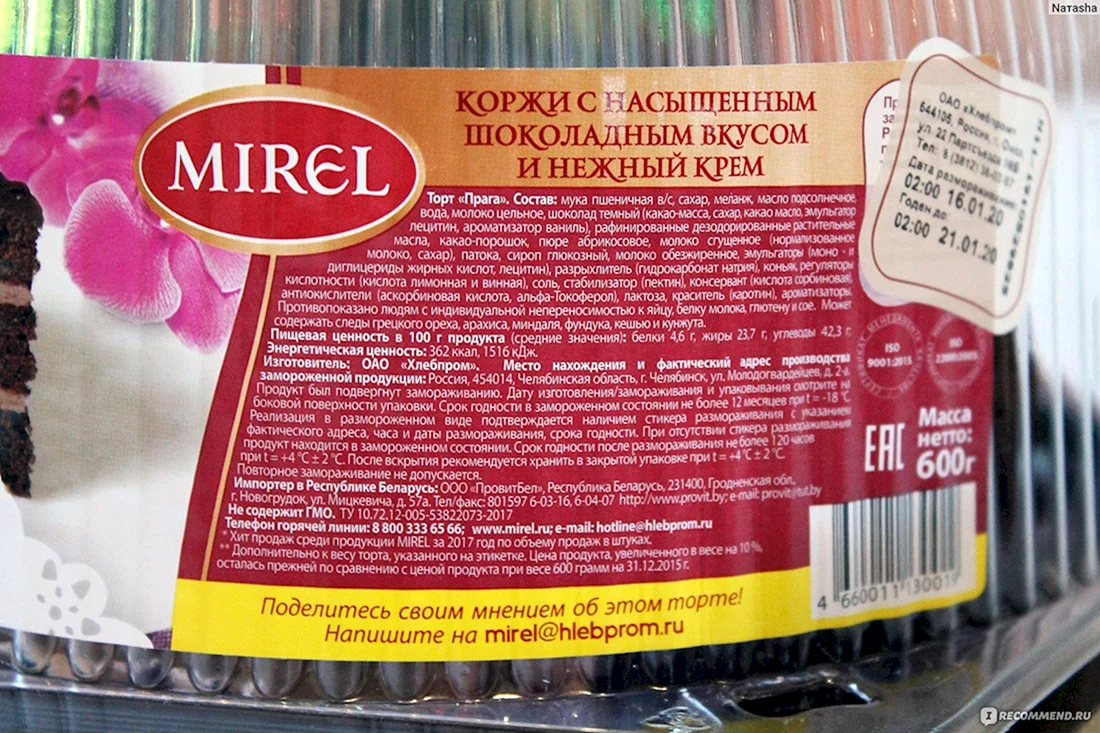 Natasha
MIREL
КОРЖИ С НАСЫЩЕННЫМ
ШОКОЛАДНЫМ ВКУСОМ
И НЕЖНЫЙ КРЕМ
Торт «Прага». Состав: мука пшеничная в/с, сахар, меланж, масло подсолнечное,
вода, молоко цельное, шоколад темный (какао-масса, сахар, какао масло, эмульгатор
лецитин, ароматизатор ваниль), рафинированные дезодорированные растительные
масла, какао-порошок, пюре абрикосовое, молоко сгущенное (нормализованное
молоко, сахар), патока, сироп глюкозный, молоко обезжиренное, эмульгаторы (моно - и
диглицериды жирных кислот, лецитин), разрыхлитель (гидрокарбонат натрия), коньяк, регуляторы
кислотности (кислота лимонная и винная), соль, стабилизатор (пектин), консервант (кислота сорбиновая),
антиокислители (аскорбиновая кислота, альфа-Токоферол), лактоза, краситель (каротин), ароматизаторы.
Противопоказано людям с индивидуальной непереносимостью к яйцу, белку молока, глютену и сое. Может
содержать следы грецкого ореха, арахиса, миндаля, фундука, кешью и кунжута.
Пищевая ценность в 100 г продукта (средние значения): белки 4,6 г, жиры 23,7 г, углеводы 42,3 г.
Энергетическая ценность: 362 ккал, 1516 кДж.
Изготовитель: ОАО «Хлебпром». Место нахождения и фактический адрес производства
замороженной продукции: Россия, 454014, Челябинская область, г. Челябинск, ул. Молодогвардейцев, д. 2-а.
Продукт был подвергнут замораживанию. Дату изготовления/замораживания и упаковывания смотрите на
боковой поверхности упаковки. Срок годности в замороженном состоянии не более 12 месяцев при t = -18 °C
Реализация в размороженном виде подтверждается наличием стикера размораживания с указанием
фактического адреса, часа и даты размораживания, срока годности. При отсутствии стикера размораживания
продукт находится в замороженном состоянии. Срок годности после размораживания не более 120 часов
при t = +4 °C ± 2 °C. После вскрытия рекомендуется хранить в закрытой упаковке при t = +4 °C ± 2 °C.
Повторное замораживание не допускается.
Импортер в Республике Беларусь: ООО «ПровитБел», Республика Беларусь, 231400, Гродненская обл.,
г. Новогрудок, ул. Мицкевича, д. 57а. Тел/факс: 801597 6-03-16, 6-04-07 http://www.provit.by; e-mail: provit@tut.by
Не содержит ГМО. ТУ 10.72.12-005-53822073-2017
Телефон горячей линии: 8 800 333 65 66; www.mirel.ru; e-mail: hotline@hlebprom.ru
* Хит продаж среди продукции MIREL за 2017 год по объему продаж в штуках.
** Дополнительно к весу торта, указанного на этикетке. Цена продукта, увеличенного в весе на 10%,
осталась прежней по сравнению с ценой продукта при весе 600 грамм на 31.12.2015 г.
Поделитесь своим мнением об этом торте!
Напишите на mirel@hlebprom.ru
ОАО «Хлебпром»
Россия, г. Омск,
ул. 22 Партсъезда
Тел: 8 (3812)
Дата размораживания:
02:00 16.01.20
Годен до:
02:00 21.01.20
ISO
9001:2015
ISO
22000:2005
EAC
Масса
нетто:
600г
4 660011 130019
IRECOMMEND.RU